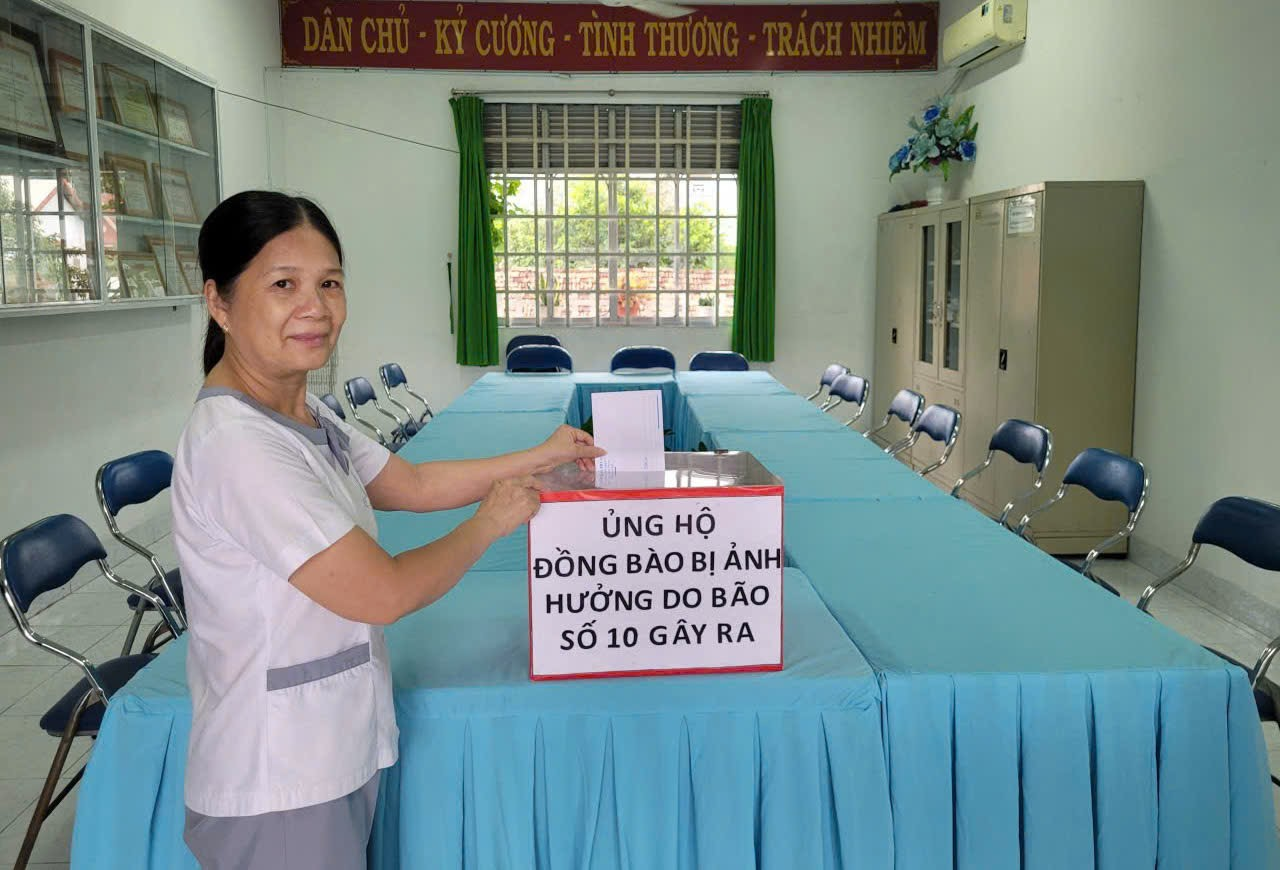 DÂN CHỦ - KỶ CƯƠNG - TÌNH THƯƠNG - TRÁCH NHIỆM
ỦNG HỘ
ĐỒNG BÀO BỊ ẢNH
HƯỞNG DO BÃO
SỐ 10 GÂY RA